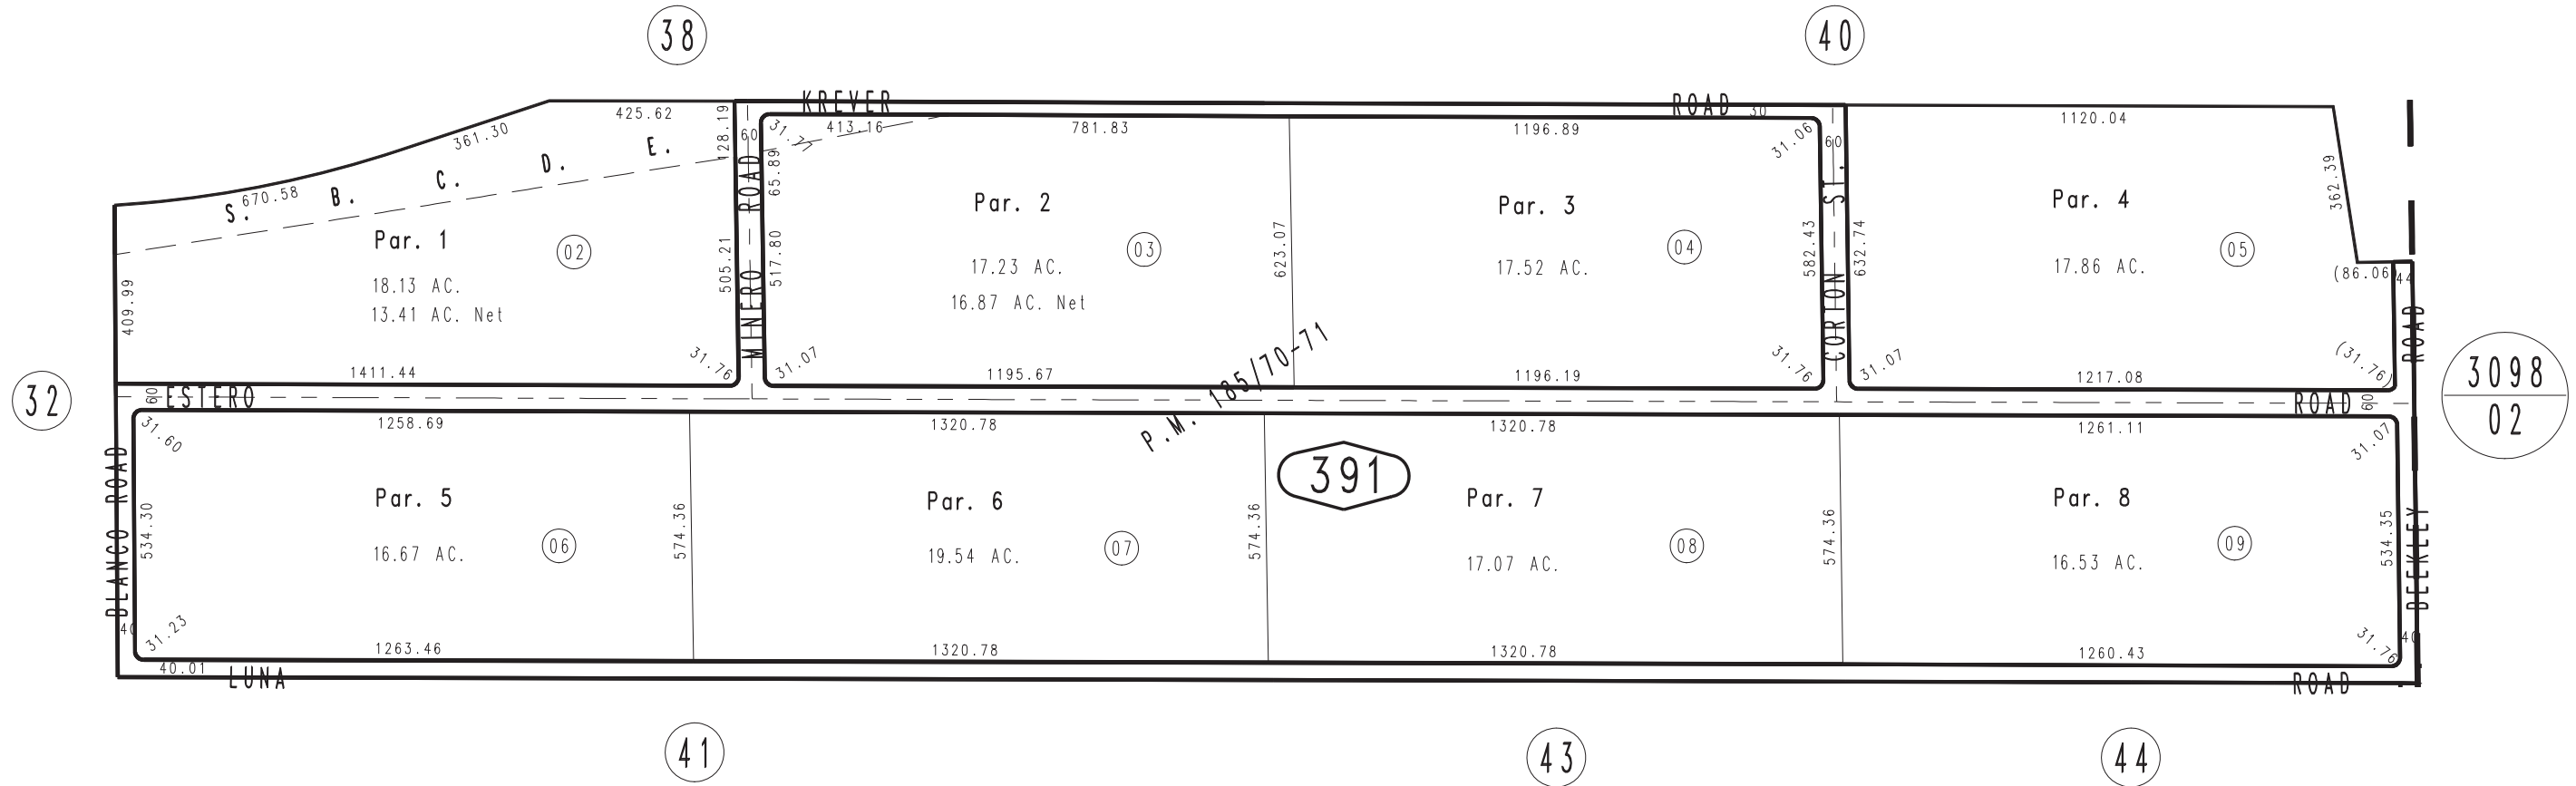 38
40
KREVER ROAD
30
425.62
128.19
60
31.77
413.16
781.83
1196.89
31.06
60
1120.04
361.30
670.58
S. B. C. D. E.
65.89
MINERO ROAD
CORTON ST.
362.39
Par. 1
02
18.13 AC.
13.41 AC. Net
409.99
505.21
517.80
Par. 2
03
17.23 AC.
16.87 AC. Net
623.07
Par. 3
04
17.52 AC.
582.43
632.74
Par. 4
05
17.86 AC.
(86.06)
44
(31.76)
1411.44
31.76
31.07
1195.67
1196.19
31.76
31.07
1217.08
32
60
ESTERO ROAD
60
3098
02
P.M. 185/70-71
31.60
1258.69
1320.78
1320.78
1261.11
31.07
391
BLANCO ROAD
534.30
Par. 5
06
16.67 AC.
574.36
Par. 6
07
19.54 AC.
574.36
Par. 7
08
17.07 AC.
574.36
Par. 8
09
16.53 AC.
534.35
BEEKLEY ROAD
40
31.23
1263.46
1320.78
1320.78
1260.43
31.76
40
40.01
LUNA ROAD
41
43
44